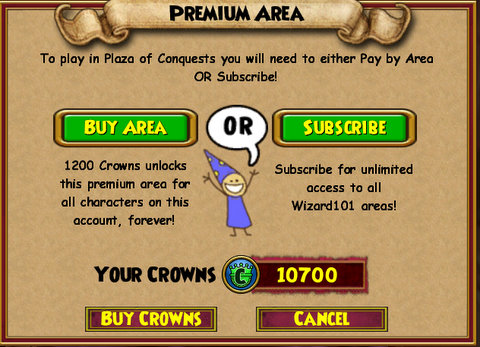 PREMIUM AREA
To play in Plaza of Conquests you will need to either Pay by Area
OR Subscribe!
BUY AREA
OR
SUBSCRIBE
1200 Crowns unlocks
this premium area for
all characters on this
account, forever!
Subscribe for unlimited
access to all
Wizard101 areas!
YOUR CROWNS
10700
BUY CROWNS
CANCEL